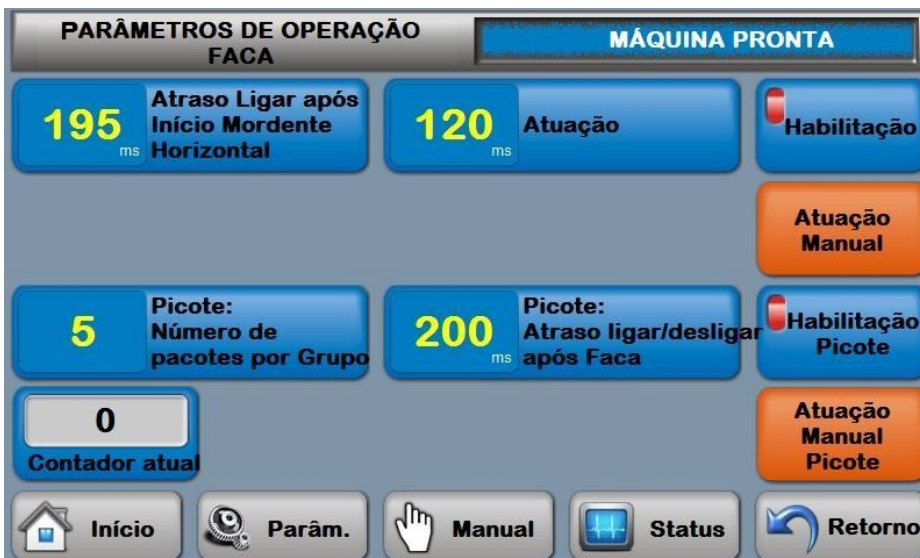 PARÂMETROS DE OPERAÇÃO
FACA
MÁQUINA PRONTA
195
ms
Atraso Ligar após
Início Mordente
Horizontal
120
ms
Atuação
Habilitação
Atuação
Manual
5
Picote:
Número de
pacotes por Grupo
200
ms
Picote:
Atraso ligar/desligar
após Faca
Habilitação
Picote
0
Contador atual
Atuação
Manual
Picote
Início
Parâm.
Manual
Status
Retorno